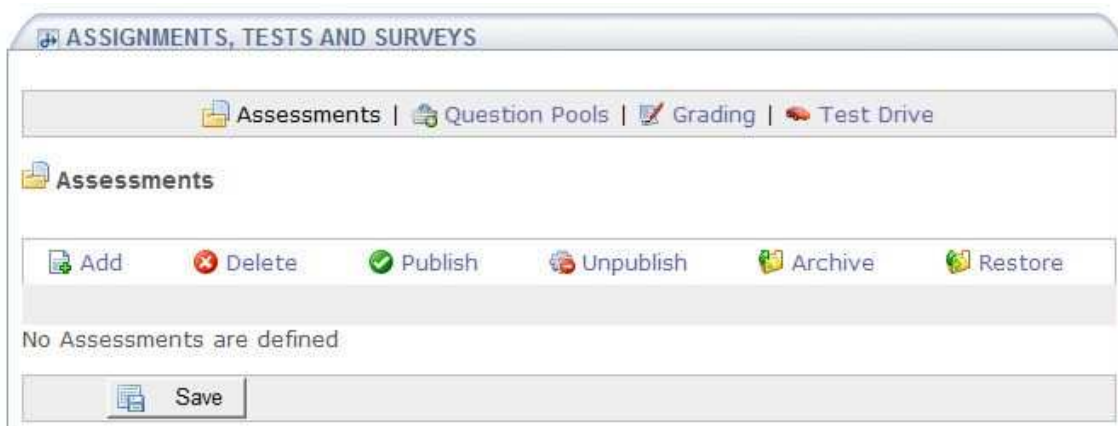 ASSIGNMENTS, TESTS AND SURVEYS
Assessments | Question Pools | Grading | Test Drive
Assessments
Add Delete Publish Unpublish Archive Restore
No Assessments are defined
Save